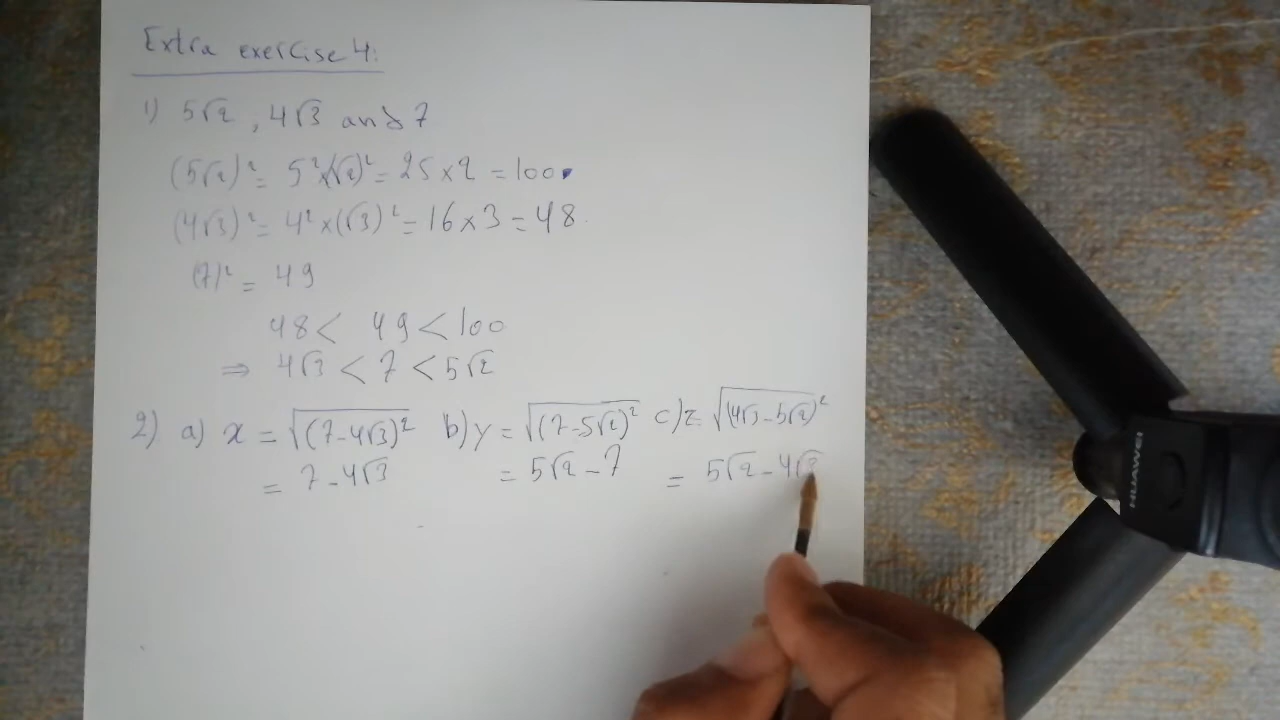 Extra exercise 4:
1) 5√2 , 4√3 and 7
(5√2)² = 5²×(√2)² = 25 × 2 = 100
(4√3)² = 4² × (√3)² = 16 × 3 = 48
(7)² = 49
48 < 49 < 100
⇒ 4√3 < 7 < 5√2
2) a) x = √(7-4√3)² b) y = √(7-5√2)² c) z = √(4√3-5√2)²
= 7-4√3 = 5√2-7 = 5√2-4√3
HUAWEI